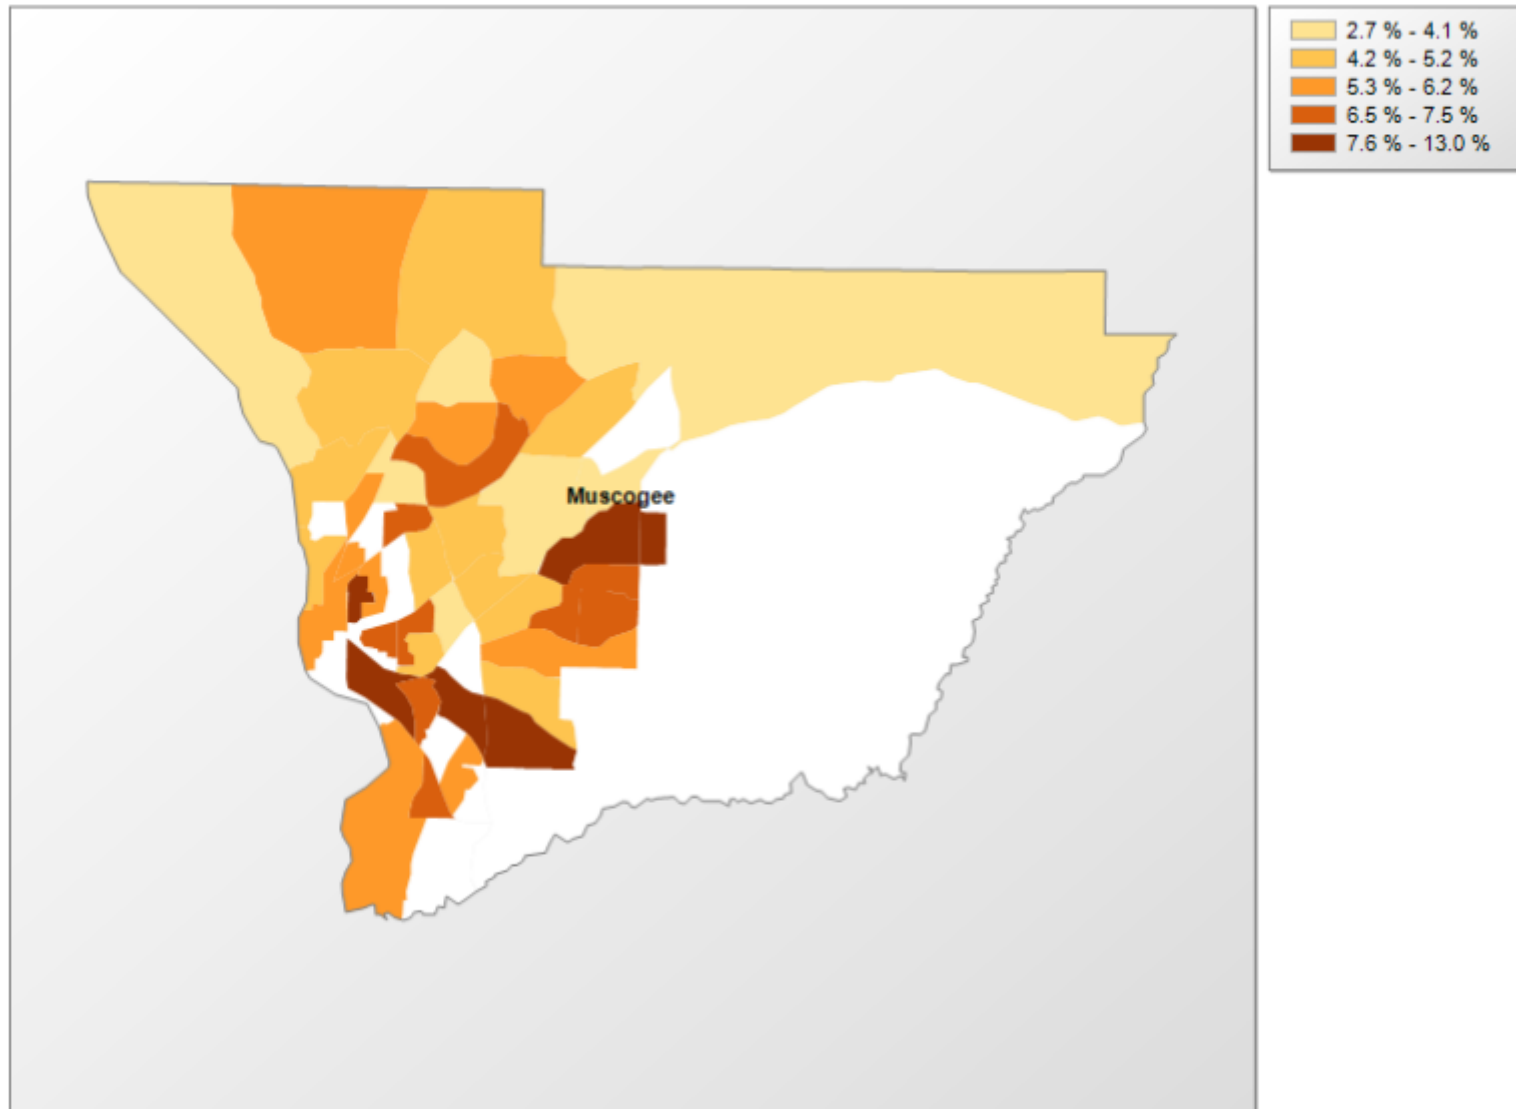 2.7 % - 4.1 %
4.2 % - 5.2 %
5.3 % - 6.2 %
6.5 % - 7.5 %
7.6 % - 13.0 %
Muscogee